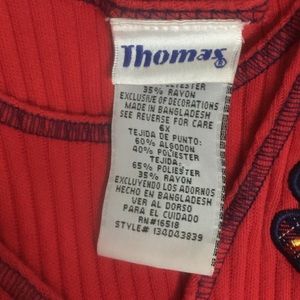 Thomas
35% RAYON
EXCLUSIVE OF DECORATIONS
MADE IN BANGLADESH
SEE REVERSE FOR CARE
6X
TEJIDA DE PUNTO:
60% ALGODON
40% POLIESTER
TEJIDA:
65% POLIESTER
35% RAYON
EXCLUYENDO LOS ADORNOS
HECHO EN BANGLADESH
VER AL DORSO
PARA EL CUIDADO
RN#16518
STYLE# 134D43839